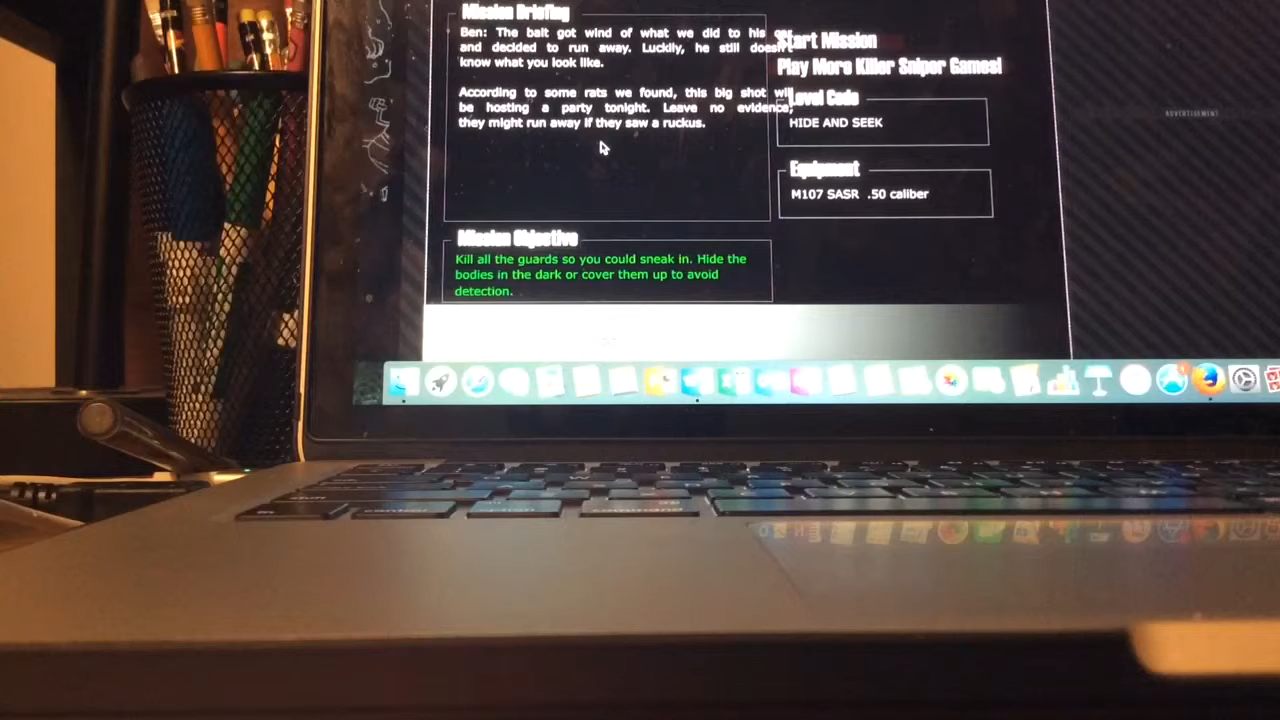 Mission Briefing
Ben: The bait got wind of what we did to his
and decided to run away. Luckily, he still doesn't
know what you look like.
According to some rats we found, this big shot will
be hosting a party tonight. Leave no evidence,
they might run away if they saw a ruckus.
Mission Objective
Kill all the guards so you could sneak in. Hide the
bodies in the dark or cover them up to avoid
detection.
Start Mission
Play More Killer Sniper Games!
Level Code
HIDE AND SEEK
Equipment
M107 SASR .50 caliber
ADVERTISEMENT
command